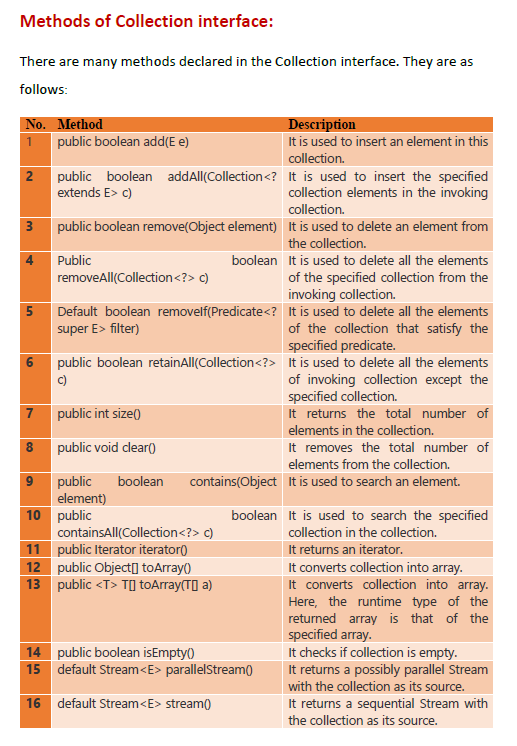 Methods of Collection interface:
There are many methods declared in the Collection interface. They are as
follows:
No. Method Description
1 public boolean add(E e) It is used to insert an element in this
collection.
2 public boolean addAll(Collection<? It is used to insert the specified
extends E> c) collection elements in the invoking
collection.
3 public boolean remove(Object element) It is used to delete an element from
the collection.
4 Public boolean It is used to delete all the elements
removeAll(Collection<?> c) of the specified collection from the
invoking collection.
5 Default boolean removeIf(Predicate<? It is used to delete all the elements
super E> filter) of the collection that satisfy the
specified predicate.
6 public boolean retainAll(Collection<?> It is used to delete all the elements
c) of invoking collection except the
specified collection.
7 public int size() It returns the total number of
elements in the collection.
8 public void clear() It removes the total number of
elements from the collection.
9 public boolean contains(Object It is used to search an element.
element)
10 public boolean It is used to search the specified
containsAll(Collection<?> c) collection in the collection.
11 public Iterator iterator() It returns an iterator.
12 public Object[] toArray() It converts collection into array.
13 public <T> T[] toArray(T[] a) It converts collection into array.
Here, the runtime type of the
returned array is that of the
specified array.
14 public boolean isEmpty() It checks if collection is empty.
15 default Stream<E> parallelStream() It returns a possibly parallel Stream
with the collection as its source.
16 default Stream<E> stream() It returns a sequential Stream with
the collection as its source.